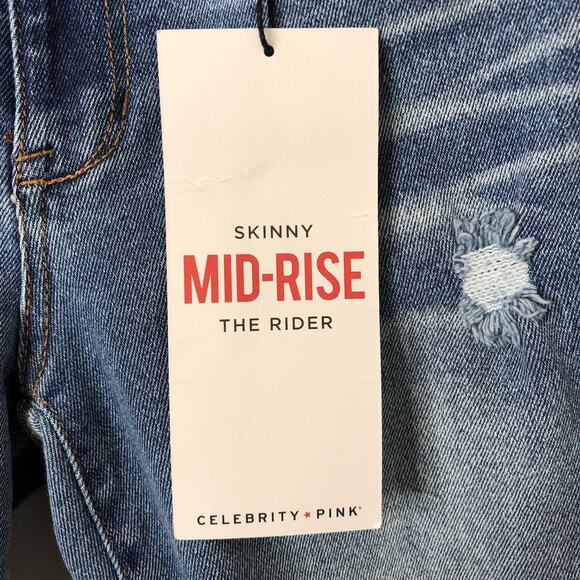 SKINNY
MID-RISE
THE RIDER
CELEBRITY★PINK®